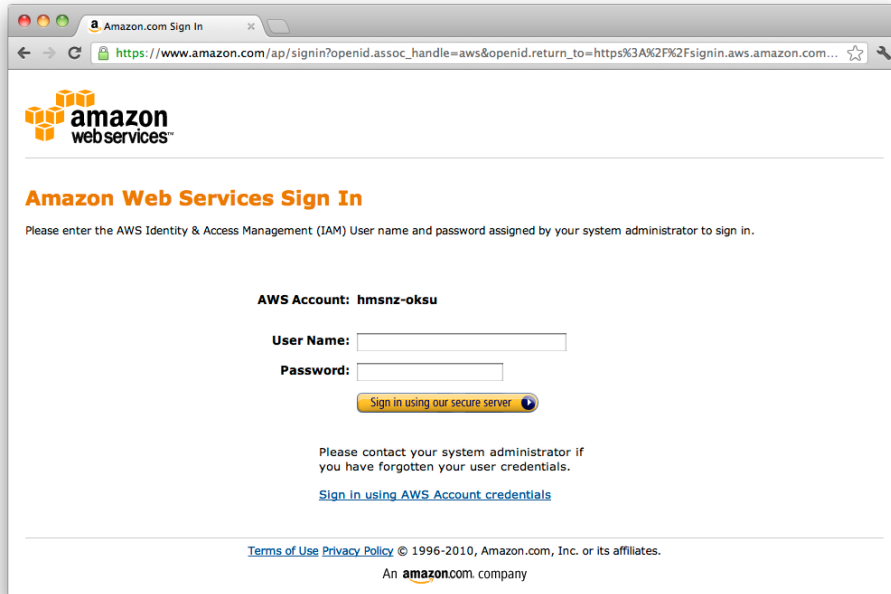 a Amazon.com Sign In
https://www.amazon.com/ap/signin?openid.assoc_handle=aws&openid.return_to=https%3A%2F%2Fsignin.aws.amazon.com...
amazon
webservices™
Amazon Web Services Sign In
Please enter the AWS Identity & Access Management (IAM) User name and password assigned by your system administrator to sign in.
AWS Account: hmsnz-oksu
User Name:
Password:
Sign in using our secure server
Please contact your system administrator if
you have forgotten your user credentials.
Sign in using AWS Account credentials
Terms of Use Privacy Policy © 1996-2010, Amazon.com, Inc. or its affiliates.
An amazon.com. company